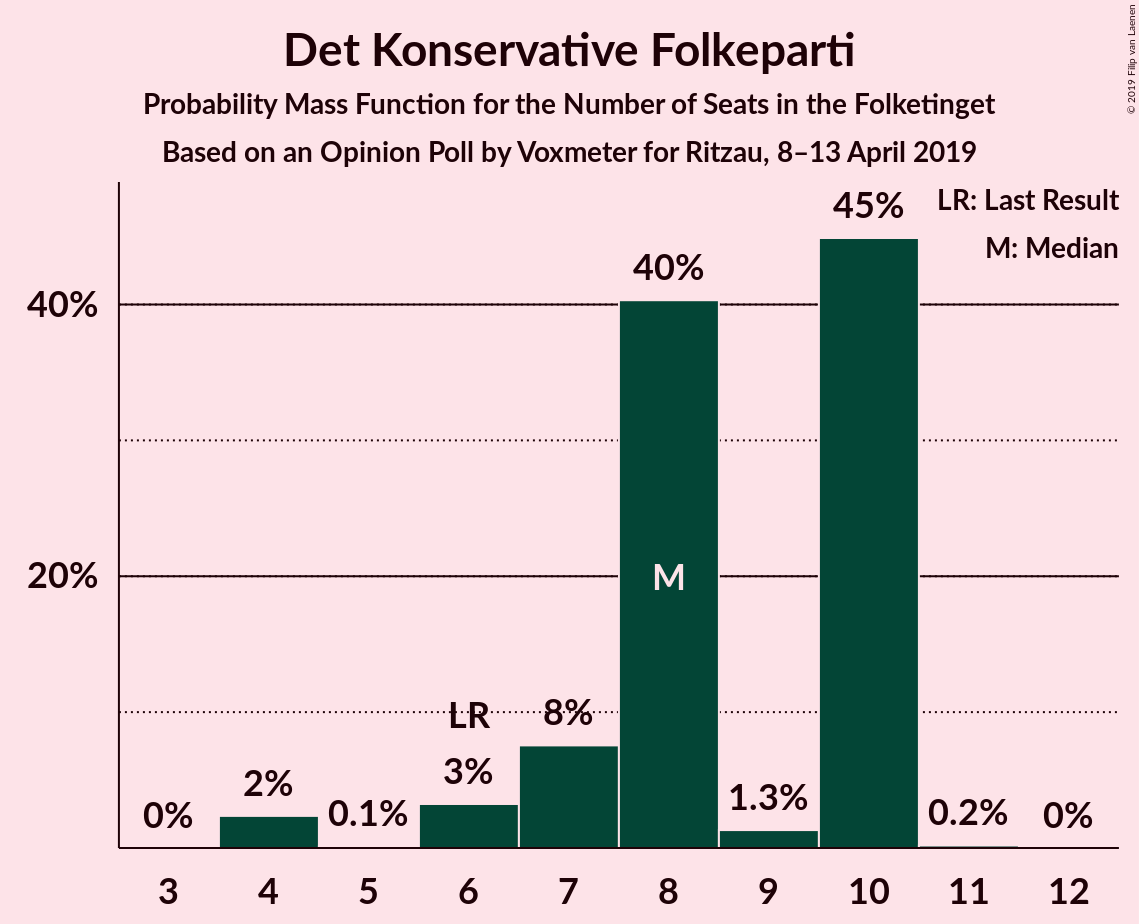 Det Konservative Folkeparti
Probability Mass Function for the Number of Seats in the Folketinget
Based on an Opinion Poll by Voxmeter for Ritzau, 8–13 April 2019
© 2019 Filip van Laenen
LR: Last Result
M: Median
45%
40%
40%
M
20%
LR
8%
3%
2%
1.3%
0%
0.1%
0.2%
0%
3 4 5 6 7 8 9 10 11 12